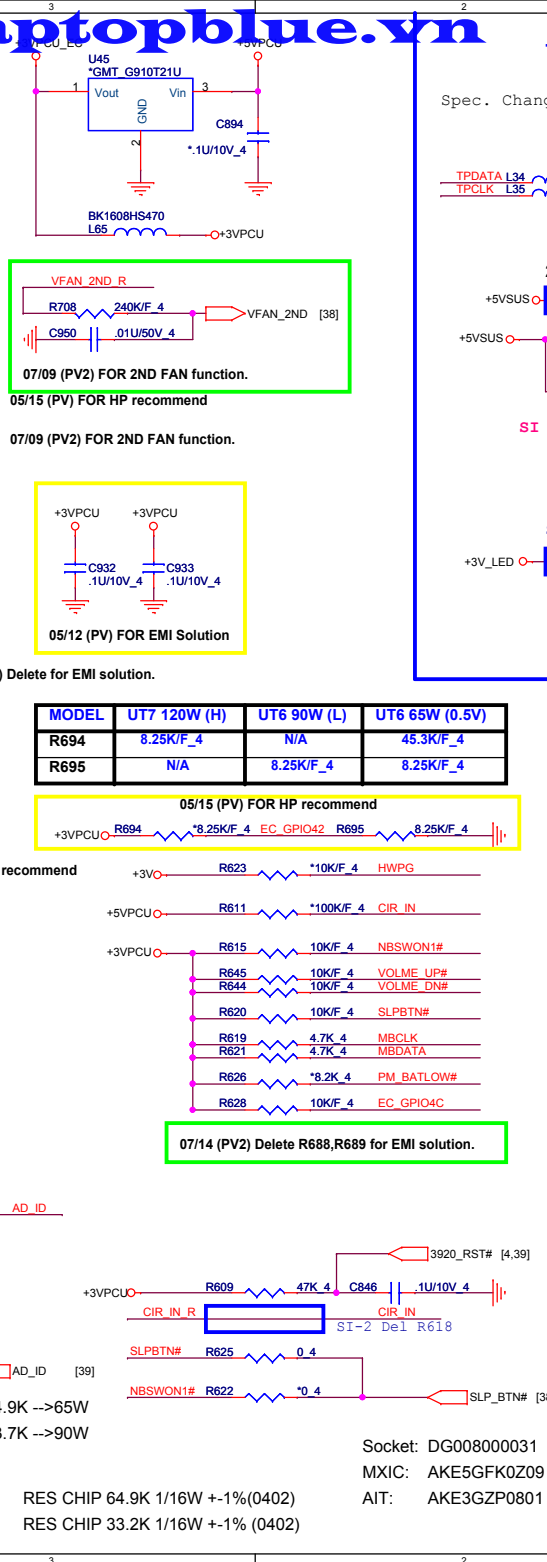 3
2
aptopblue.vn
+3VPCU_EC
+5VPCU
U45
*GMT_G910T21U
1
Vout
Vin
3
GND
2
C894
*.1U/10V_4
Spec. Chang
TPDATA L34
TPCLK L35
BK1608HS470
L65
+3VPCU
VFAN_2ND_R
R708 240K/F_4
VFAN_2ND [38]
C950 .01U/50V_4
07/09 (PV2) FOR 2ND FAN function.
05/15 (PV) FOR HP recommend
07/09 (PV2) FOR 2ND FAN function.
+5VSUS
+5VSUS
SI
+3V_LED
+3VPCU
+3VPCU
C932
.1U/10V_4
C933
.1U/10V_4
05/12 (PV) FOR EMI Solution
) Delete for EMI solution.
MODEL UT7 120W (H) UT6 90W (L) UT6 65W (0.5V)
R694 8.25K/F_4 N/A 45.3K/F_4
R695 N/A 8.25K/F_4 8.25K/F_4
05/15 (PV) FOR HP recommend
+3VPCU R694 *8.25K/F_4 EC_GPIO42 R695 8.25K/F_4
recommend
+3V R623 *10K/F_4 HWPG
+5VPCU R611 *100K/F_4 CIR_IN
+3VPCU R615 10K/F_4 NBSWON1#
R645 10K/F_4 VOLME_UP#
R644 10K/F_4 VOLME_DN#
R620 10K/F_4 SLPBTN#
R619 4.7K_4 MBCLK
R621 4.7K_4 MBDATA
R626 *8.2K_4 PM_BATLOW#
R628 10K/F_4 EC_GPIO4C
07/14 (PV2) Delete R688,R689 for EMI solution.
AD_ID
3920_RST# [4,39]
+3VPCU R609 47K_4 C846 .1U/10V_4
CIR_IN_R CIR_IN
SI-2 Del R618
SLPBTN# R625 0_4
AD_ID [39]
NBSWON1# R622 *0_4
SLP_BTN# [38
.9K -->65W
.7K -->90W
Socket: DG008000031
MXIC: AKE5GFK0Z09
AIT: AKE3GZP0801
RES CHIP 64.9K 1/16W +-1%(0402)
RES CHIP 33.2K 1/16W +-1% (0402)
3
2